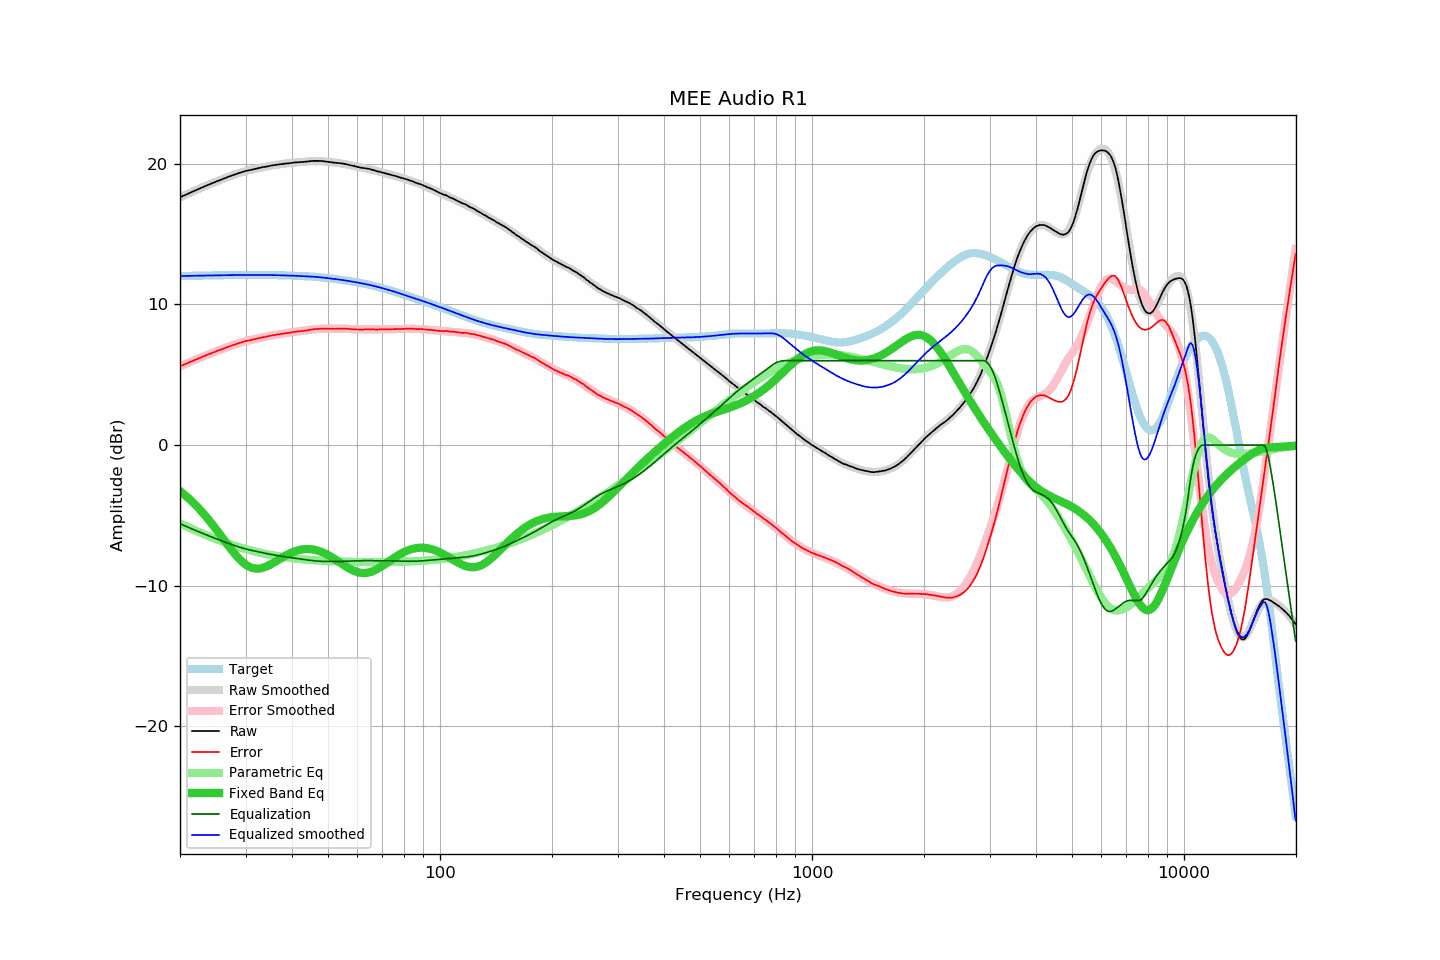 MEE Audio R1
20
10
0
−10
−20
Amplitude (dBr)
Target
Raw Smoothed
Error Smoothed
Raw
Error
Parametric Eq
Fixed Band Eq
Equalization
Equalized smoothed
100 1000 10000
Frequency (Hz)